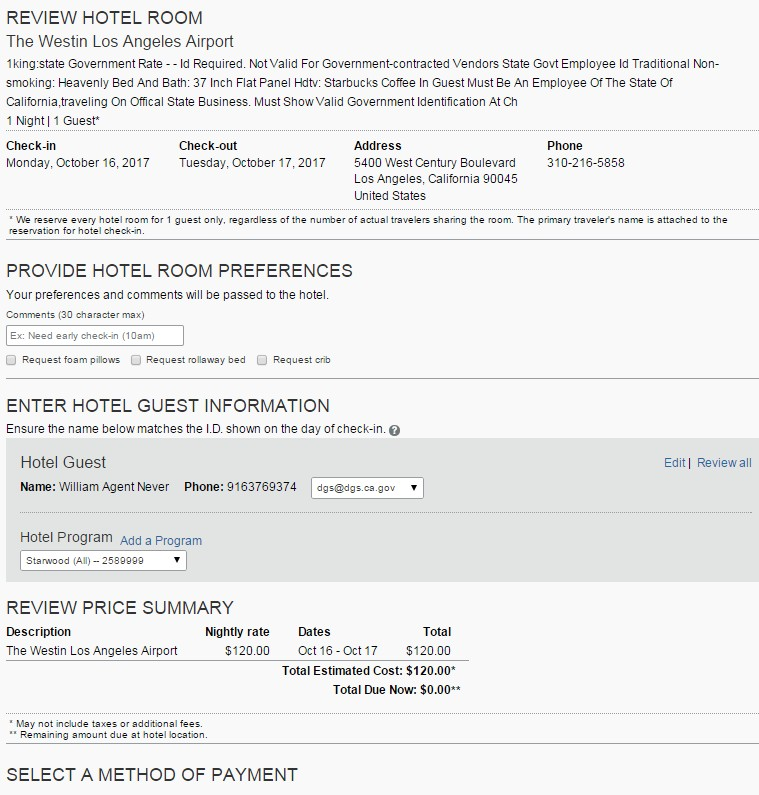 REVIEW HOTEL ROOM
The Westin Los Angeles Airport
1king:state Government Rate - - Id Required. Not Valid For Government-contracted Vendors State Govt Employee Id Traditional Non-
smoking: Heavenly Bed And Bath: 37 Inch Flat Panel Hdtv: Starbucks Coffee In Guest Must Be An Employee Of The State Of
California,traveling On Offical State Business. Must Show Valid Government Identification At Ch
1 Night | 1 Guest*
Check-in Check-out Address Phone
Monday, October 16, 2017 Tuesday, October 17, 2017 5400 West Century Boulevard 310-216-5858
Los Angeles, California 90045
United States
* We reserve every hotel room for 1 guest only, regardless of the number of actual travelers sharing the room. The primary traveler's name is attached to the
reservation for hotel check-in.
PROVIDE HOTEL ROOM PREFERENCES
Your preferences and comments will be passed to the hotel.
Comments (30 character max)
Ex: Need early check-in (10am)
Request foam pillows Request rollaway bed Request crib
ENTER HOTEL GUEST INFORMATION
Ensure the name below matches the I.D. shown on the day of check-in. ?
Hotel Guest Edit | Review all
Name: William Agent Never Phone: 9163769374 dgs@dgs.ca.gov
Hotel Program Add a Program
Starwood (All) -- 2589999
REVIEW PRICE SUMMARY
Description Nightly rate Dates Total
The Westin Los Angeles Airport $120.00 Oct 16 - Oct 17 $120.00
Total Estimated Cost: $120.00*
Total Due Now: $0.00**
* May not include taxes or additional fees.
** Remaining amount due at hotel location.
SELECT A METHOD OF PAYMENT